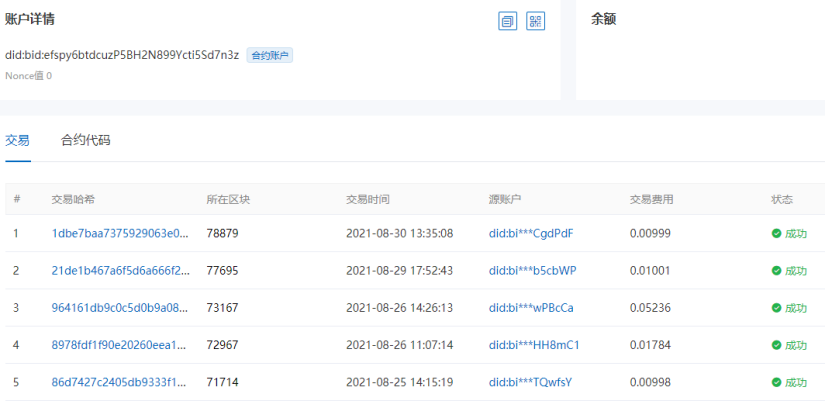 账户详情
余额
did:bid:efspy6btdcuzP5BH2N899Ycti5Sd7n3z 合约账户
Nonce值 0
交易 合约代码
# 交易哈希 所在区块 交易时间 源账户 交易费用 状态
1 1dbe7baa7375929063e0... 78879 2021-08-30 13:35:08 did:bi***CgdPdF 0.00999 成功
2 21de1b467a6f5d6a666f2... 77695 2021-08-29 17:52:43 did:bi***b5cbWP 0.01001 成功
3 964161db9c0c5d0b9a08... 73167 2021-08-26 14:26:13 did:bi***wPBcCa 0.05236 成功
4 8978fdf1f90e20260eea1... 72967 2021-08-26 11:07:14 did:bi***HH8mC1 0.01784 成功
5 86d7427c2405db9333f1... 71714 2021-08-25 14:15:19 did:bi***TQwfsY 0.00998 成功